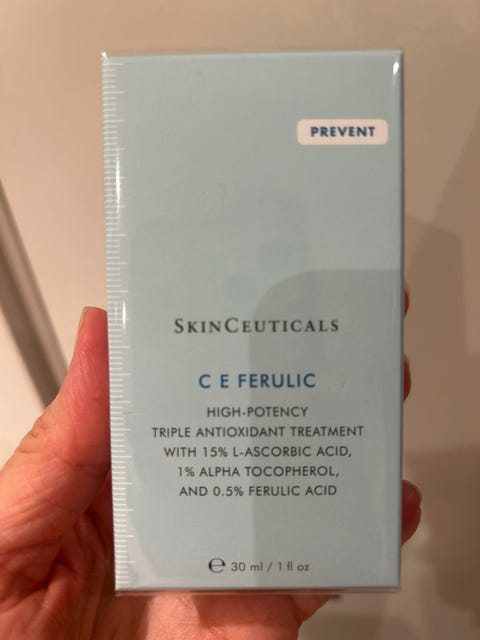 PREVENT
SKINCEUTICALS
C E FERULIC
HIGH-POTENCY
TRIPLE ANTIOXIDANT TREATMENT
WITH 15% L-ASCORBIC ACID,
1% ALPHA TOCOPHEROL,
AND 0.5% FERULIC ACID
℮ 30 ml / 1 fl oz